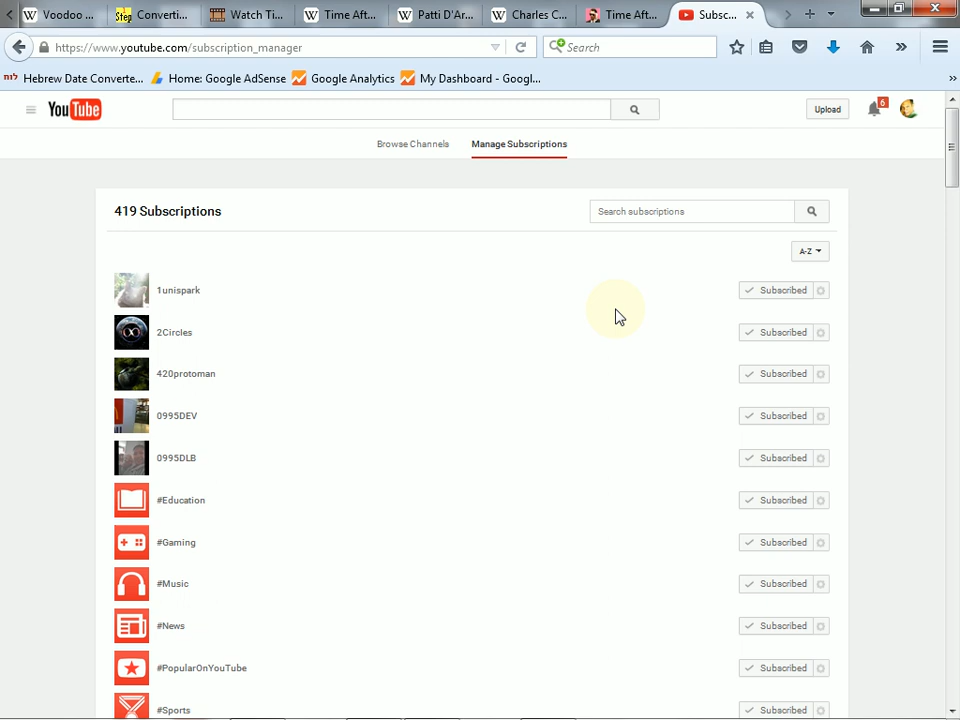 Voodoo ...
Step Converti...
Watch Ti...
Time Aft...
Patti D'Ar...
Charles C...
Time Aft...
Subsc...
https://www.youtube.com/subscription_manager
Search
לוח Hebrew Date Converte...
Home: Google AdSense
Google Analytics
My Dashboard - Googl...
YouTube
Upload
6
Browse Channels
Manage Subscriptions
419 Subscriptions
Search subscriptions
A-Z
1unispark
Subscribed
2Circles
Subscribed
420protoman
Subscribed
0995DEV
Subscribed
0995DLB
Subscribed
#Education
Subscribed
#Gaming
Subscribed
#Music
Subscribed
#News
Subscribed
#PopularOnYouTube
Subscribed
#Sports
Subscribed